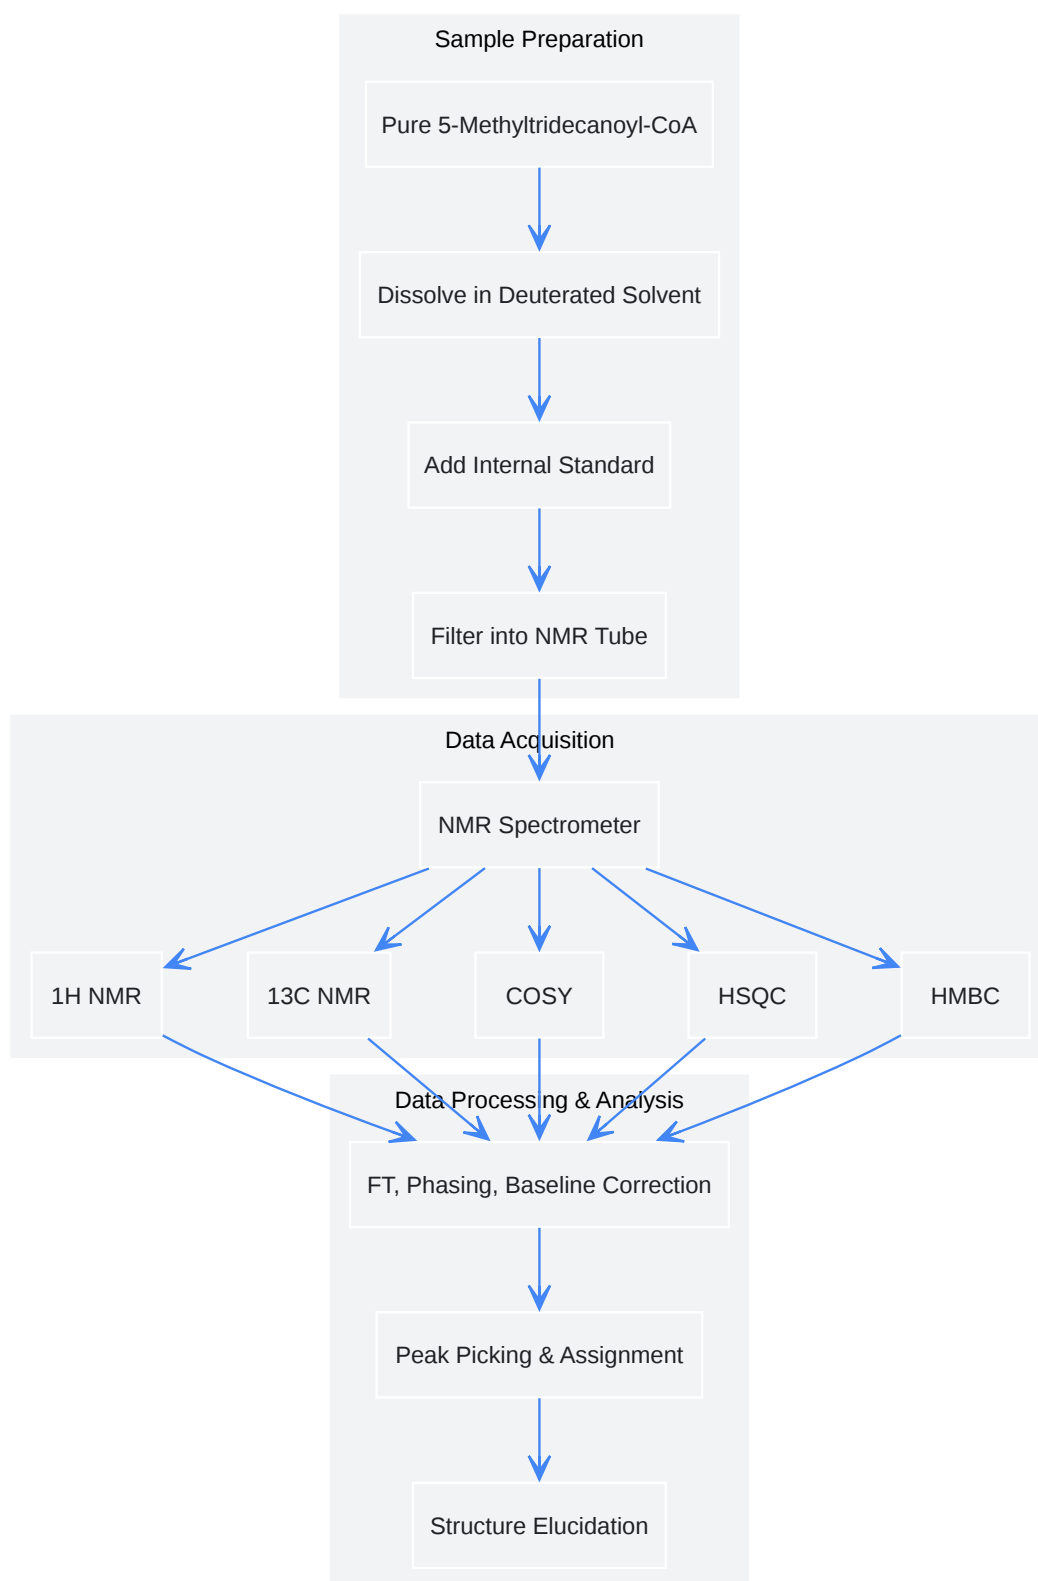 Sample Preparation
Pure 5-Methyltridecanoyl-CoA
Dissolve in Deuterated Solvent
Add Internal Standard
Filter into NMR Tube
Data Acquisition
NMR Spectrometer
1H NMR
13C NMR
COSY
HSQC
HMBC
Data Processing & Analysis
FT, Phasing, Baseline Correction
Peak Picking & Assignment
Structure Elucidation